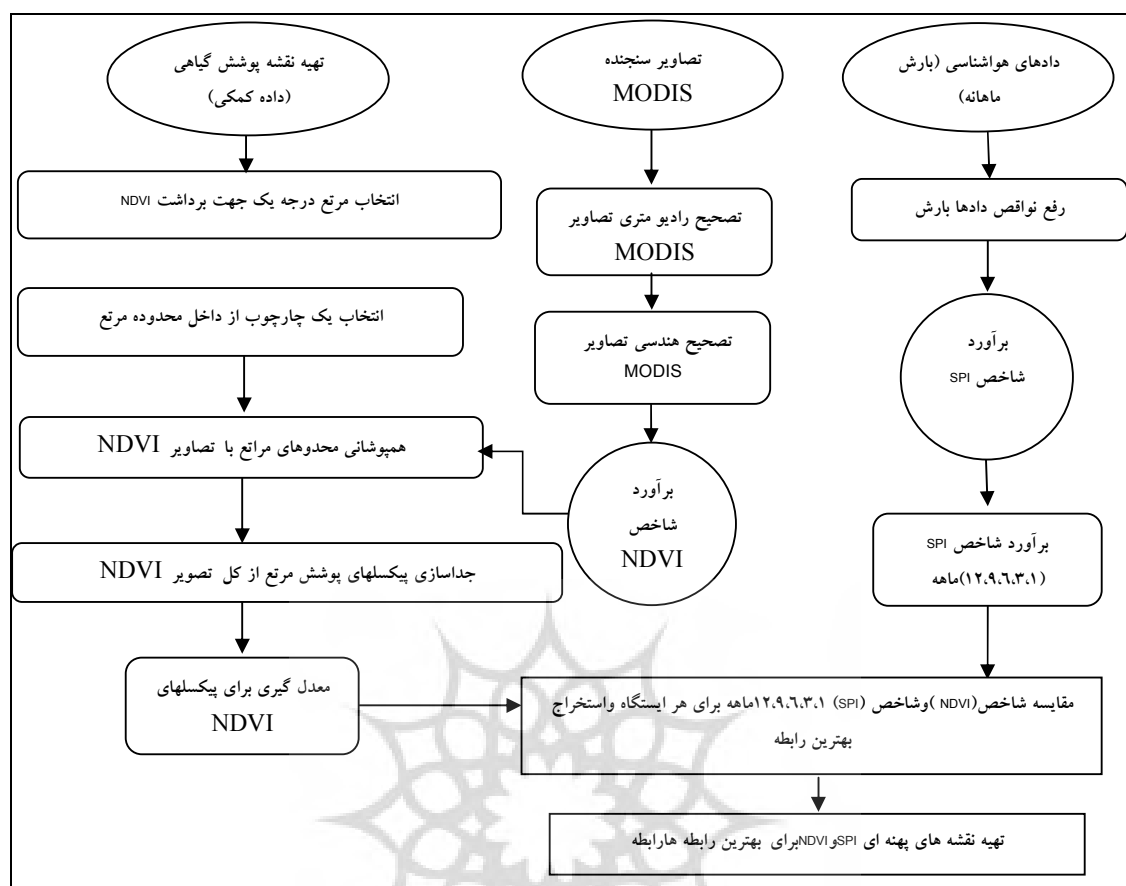 دادهای هواشناسی (بارش
ماهانه)
رفع نواقص دادها بارش
برآورد
شاخص SPI
برآورد شاخص SPI
(۱۲،۹،٦،۳،۱)ماهه
تصاویر سنجنده
MODIS
تصحیح رادیو متری تصاویر
MODIS
تصحیح هندسی تصاویر
MODIS
برآورد
شاخص
NDVI
تهیه نقشه پوشش گیاهی
(داده کمکی)
انتخاب مرتع درجه یک جهت برداشت NDVI
انتخاب یک چارچوب از داخل محدوده مرتع
همپوشانی محدوهای مراتع با تصاویر NDVI
جداسازی پیکسلهای پوشش مرتع از کل تصویر NDVI
معدل گیری برای پیکسلهای
NDVI
مقایسه شاخص(NDVI )وشاخص (SPI) ۱۲،۹،٦،۳،۱ماهه برای هر ایستگاه واستخراج
بهترین رابطه
تهیه نقشه های پهنه ای SPIو NDVIبرای بهترین رابطه هارابطه